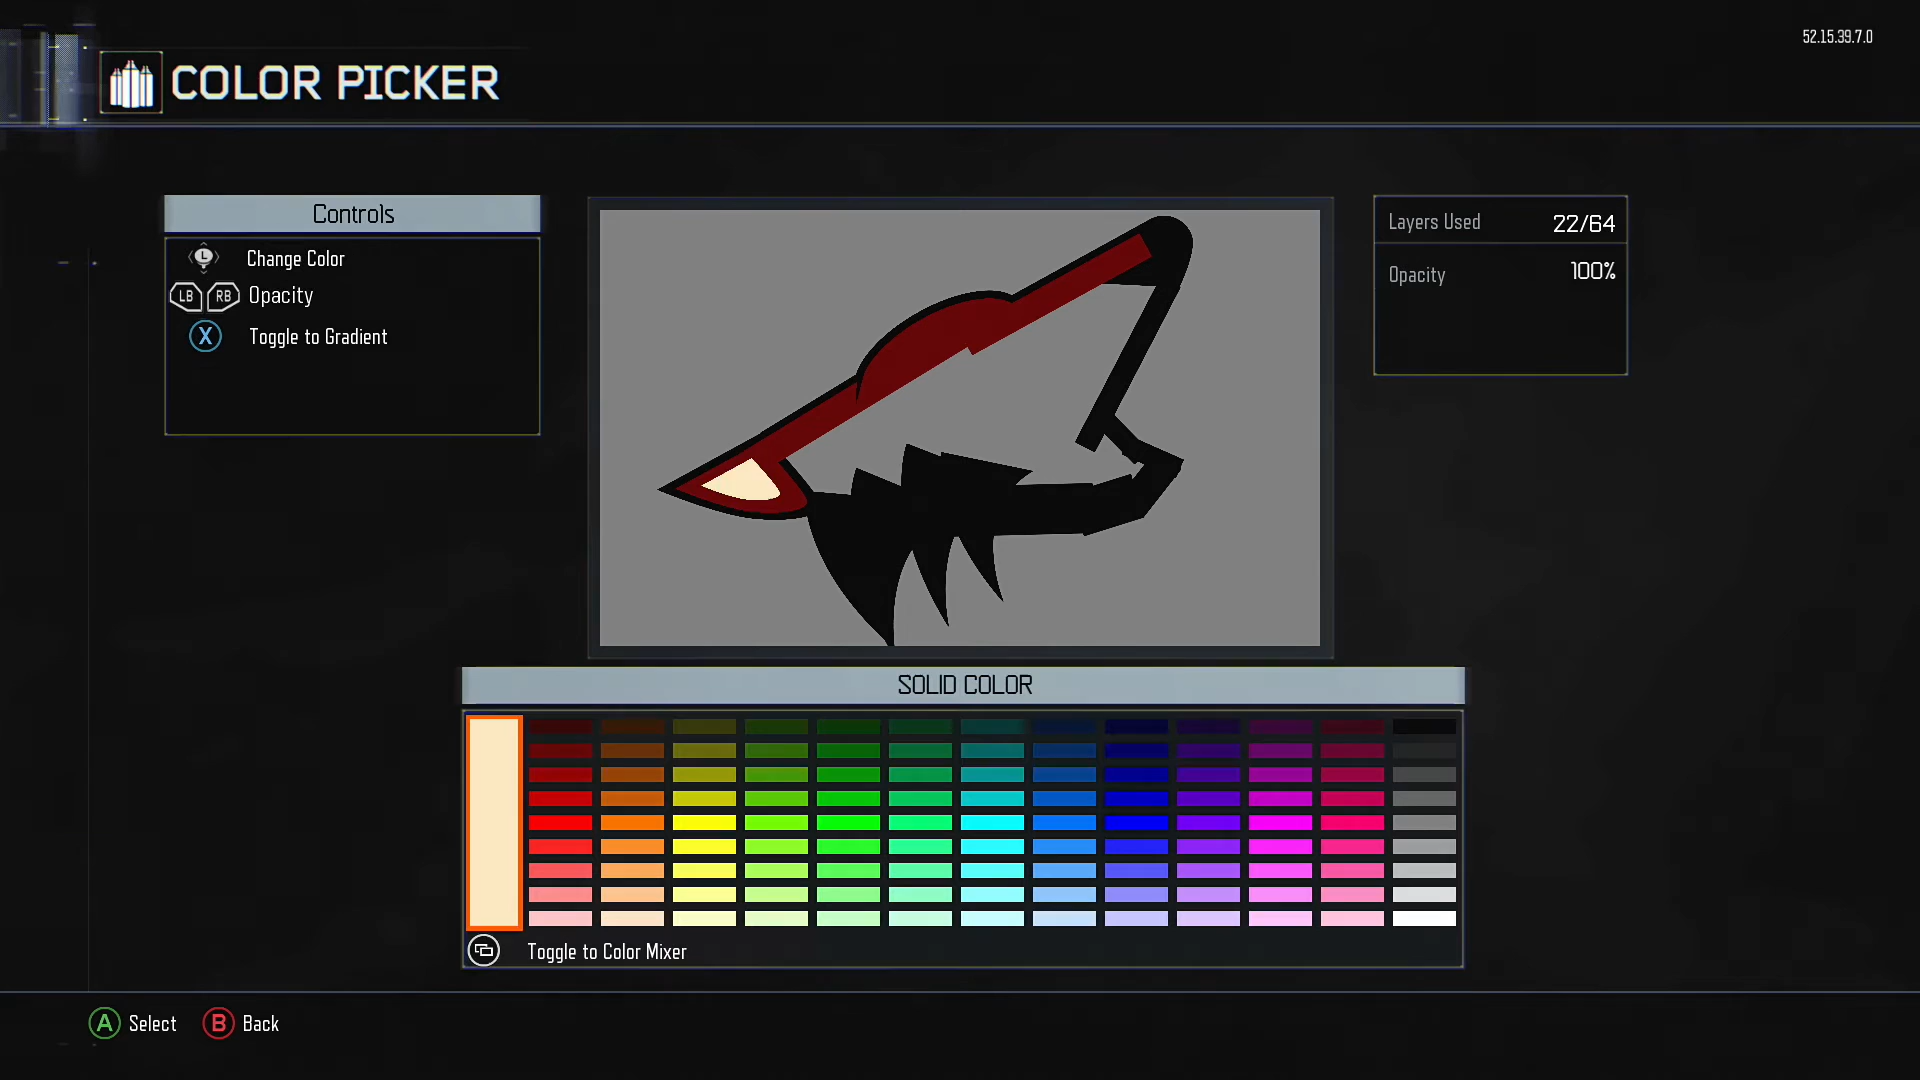 52.15.39.7.0
COLOR PICKER
Controls
L Change Color
LB RB Opacity
X Toggle to Gradient
Layers Used 22/64
Opacity 100%
SOLID COLOR
Toggle to Color Mixer
A Select B Back